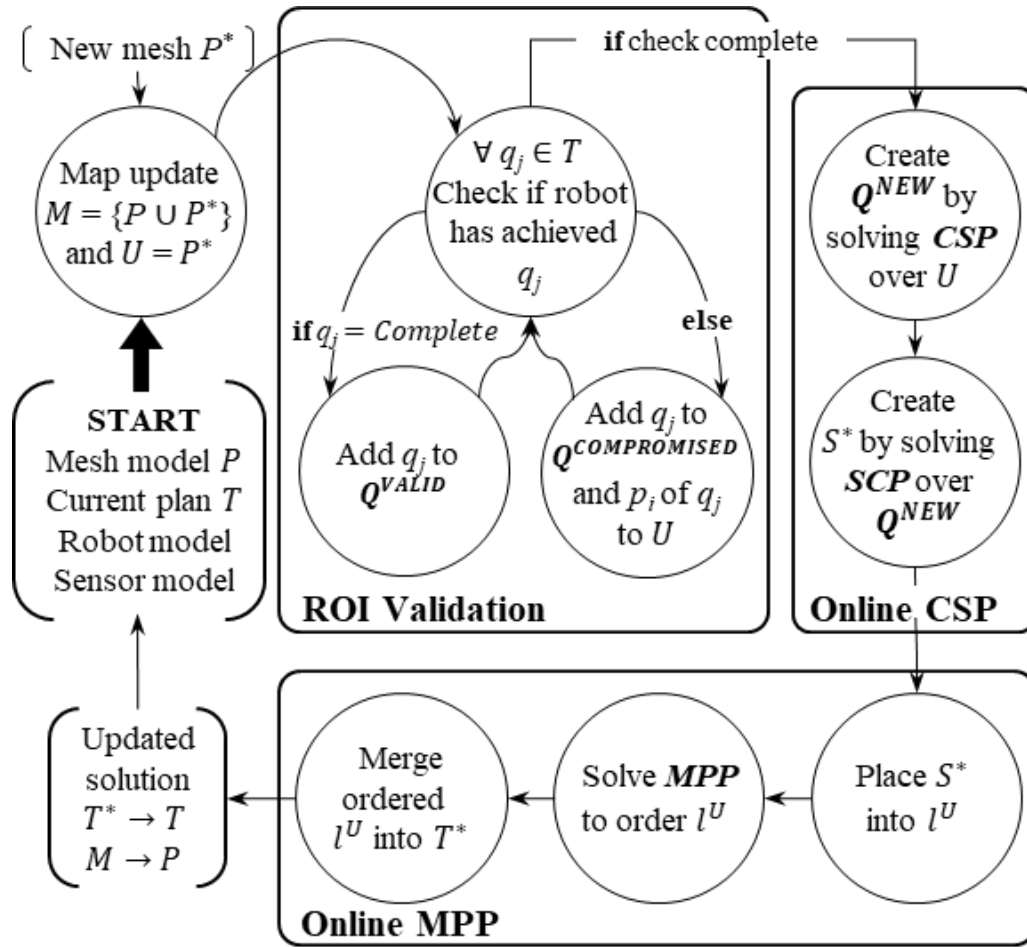 New mesh P*
Map update
M = {P ∪ P*}
and U = P*
START
Mesh model P
Current plan T
Robot model
Sensor model
∀ q_j ∈ T
Check if robot
has achieved
q_j
if q_j = Complete
else
Add q_j to
Q^VALID
Add q_j to
Q^COMPROMISED
and p_i of q_j
to U
ROI Validation
if check complete
Create
Q^NEW by
solving CSP
over U
Create
S* by solving
SCP over
Q^NEW
Online CSP
Place S*
into l^U
Solve MPP
to order l^U
Merge
ordered
l^U into T*
Online MPP
Updated
solution
T* → T
M → P